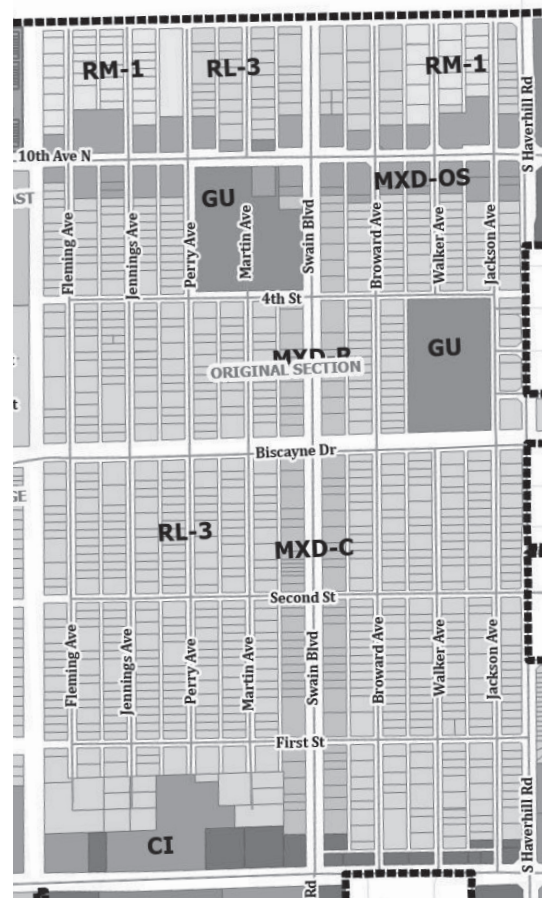 RM-1
RL-3
RM-1
S Haverhill Rd
10th Ave N
GU
MXD-OS
AST
Fleming Ave
Jennings Ave
Perry Ave
Martin Ave
Swain Blvd
Broward Ave
Walker Ave
Jackson Ave
4th St
GU
MXD-R
ORIGINAL SECTION
t
Biscayne Dr
GE
RL-3
MXD-C
Second St
Fleming Ave
Jennings Ave
Perry Ave
Martin Ave
Swain Blvd
Broward Ave
Walker Ave
Jackson Ave
First St
S Haverhill Rd
CI
Rd